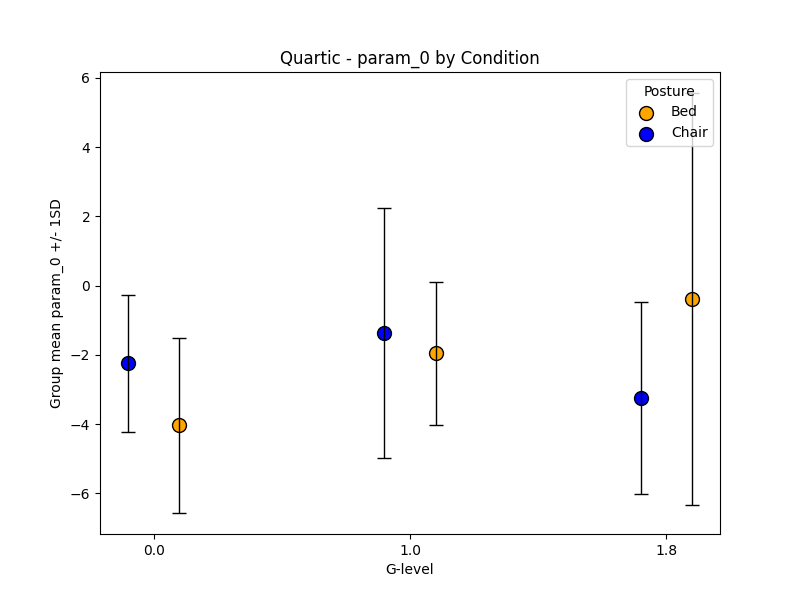 Quartic - param_0 by Condition
Group mean param_0 +/- 1SD
6
4
2
0
−2
−4
−6
Posture
Bed
Chair
0.0
1.0
1.8
G-level